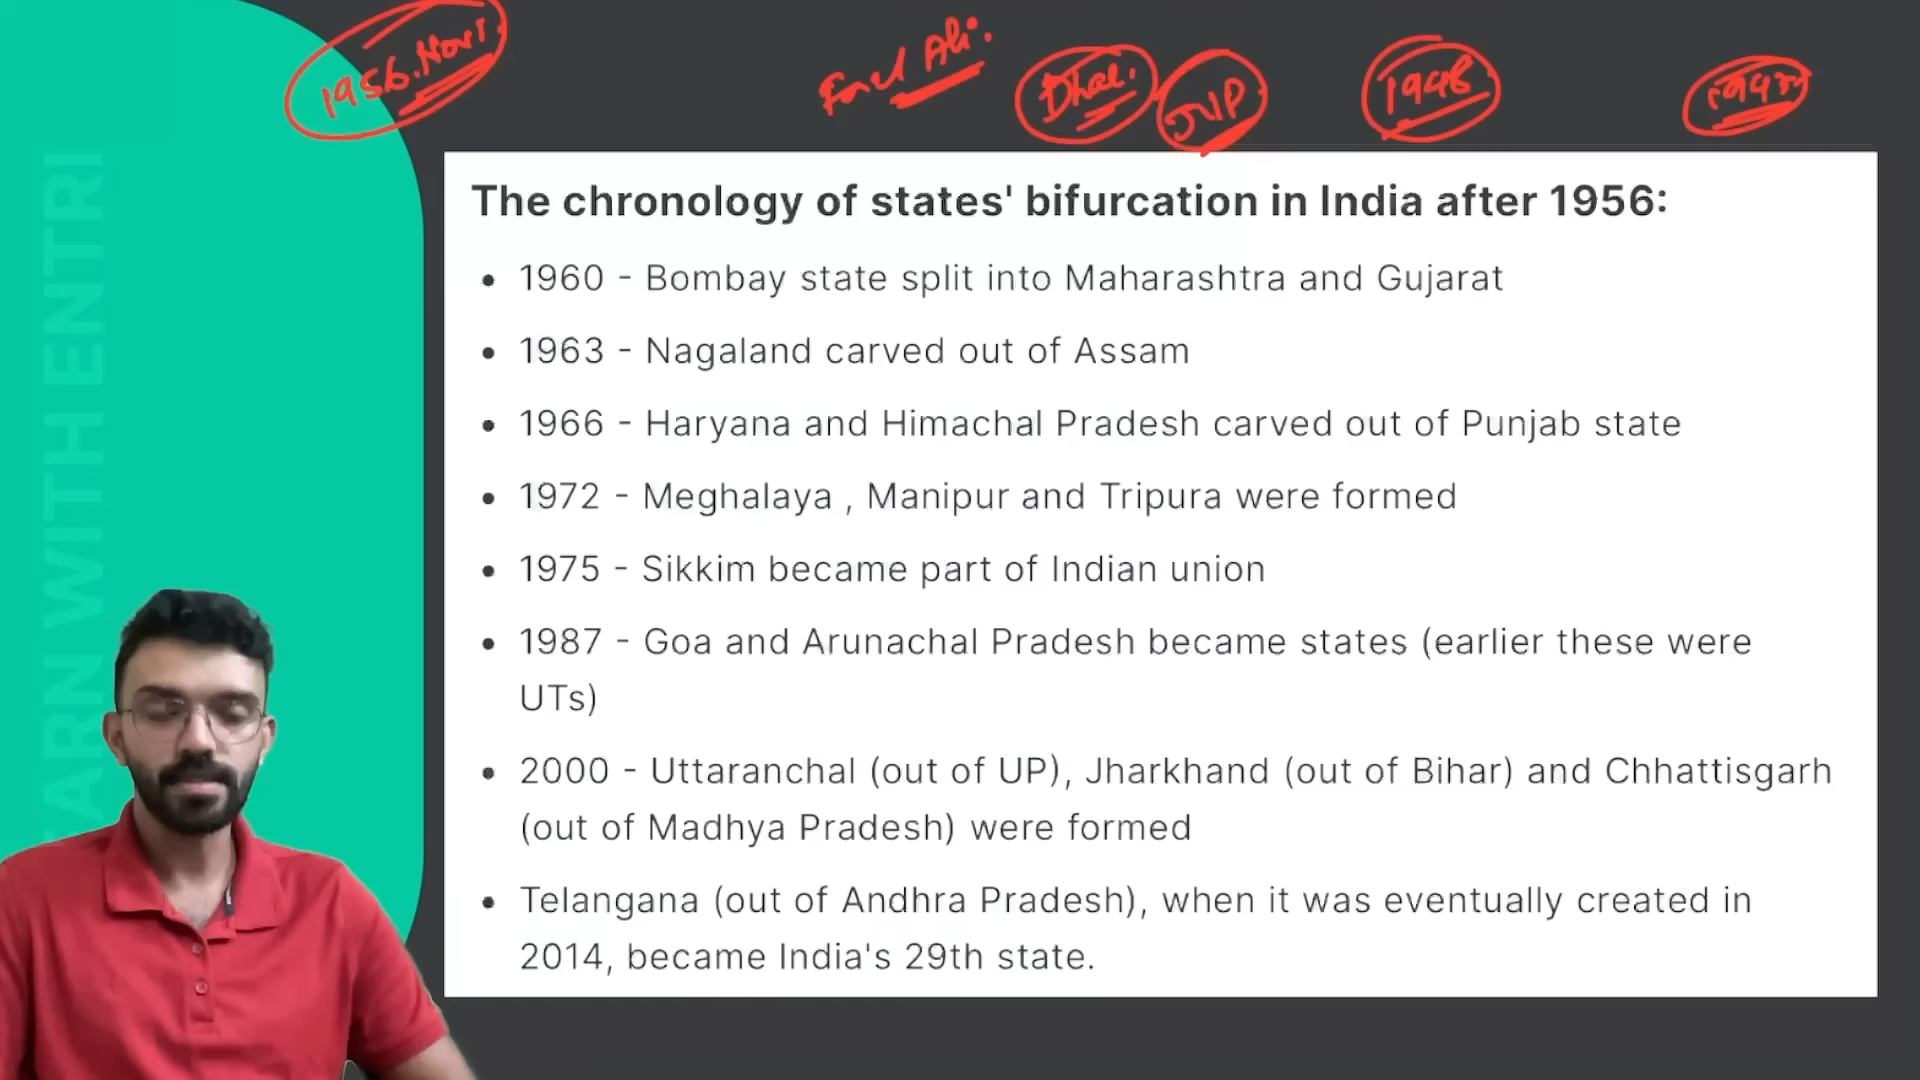 1956. Nov 1.
Fazl Ali.
Dhar.
JVP
1948
The chronology of states' bifurcation in India after 1956:
• 1960 - Bombay state split into Maharashtra and Gujarat
• 1963 - Nagaland carved out of Assam
• 1966 - Haryana and Himachal Pradesh carved out of Punjab state
• 1972 - Meghalaya , Manipur and Tripura were formed
• 1975 - Sikkim became part of Indian union
• 1987 - Goa and Arunachal Pradesh became states (earlier these were
UTs)
• 2000 - Uttaranchal (out of UP), Jharkhand (out of Bihar) and Chhattisgarh
(out of Madhya Pradesh) were formed
• Telangana (out of Andhra Pradesh), when it was eventually created in
2014, became India's 29th state.
ARN WITH ENTRI